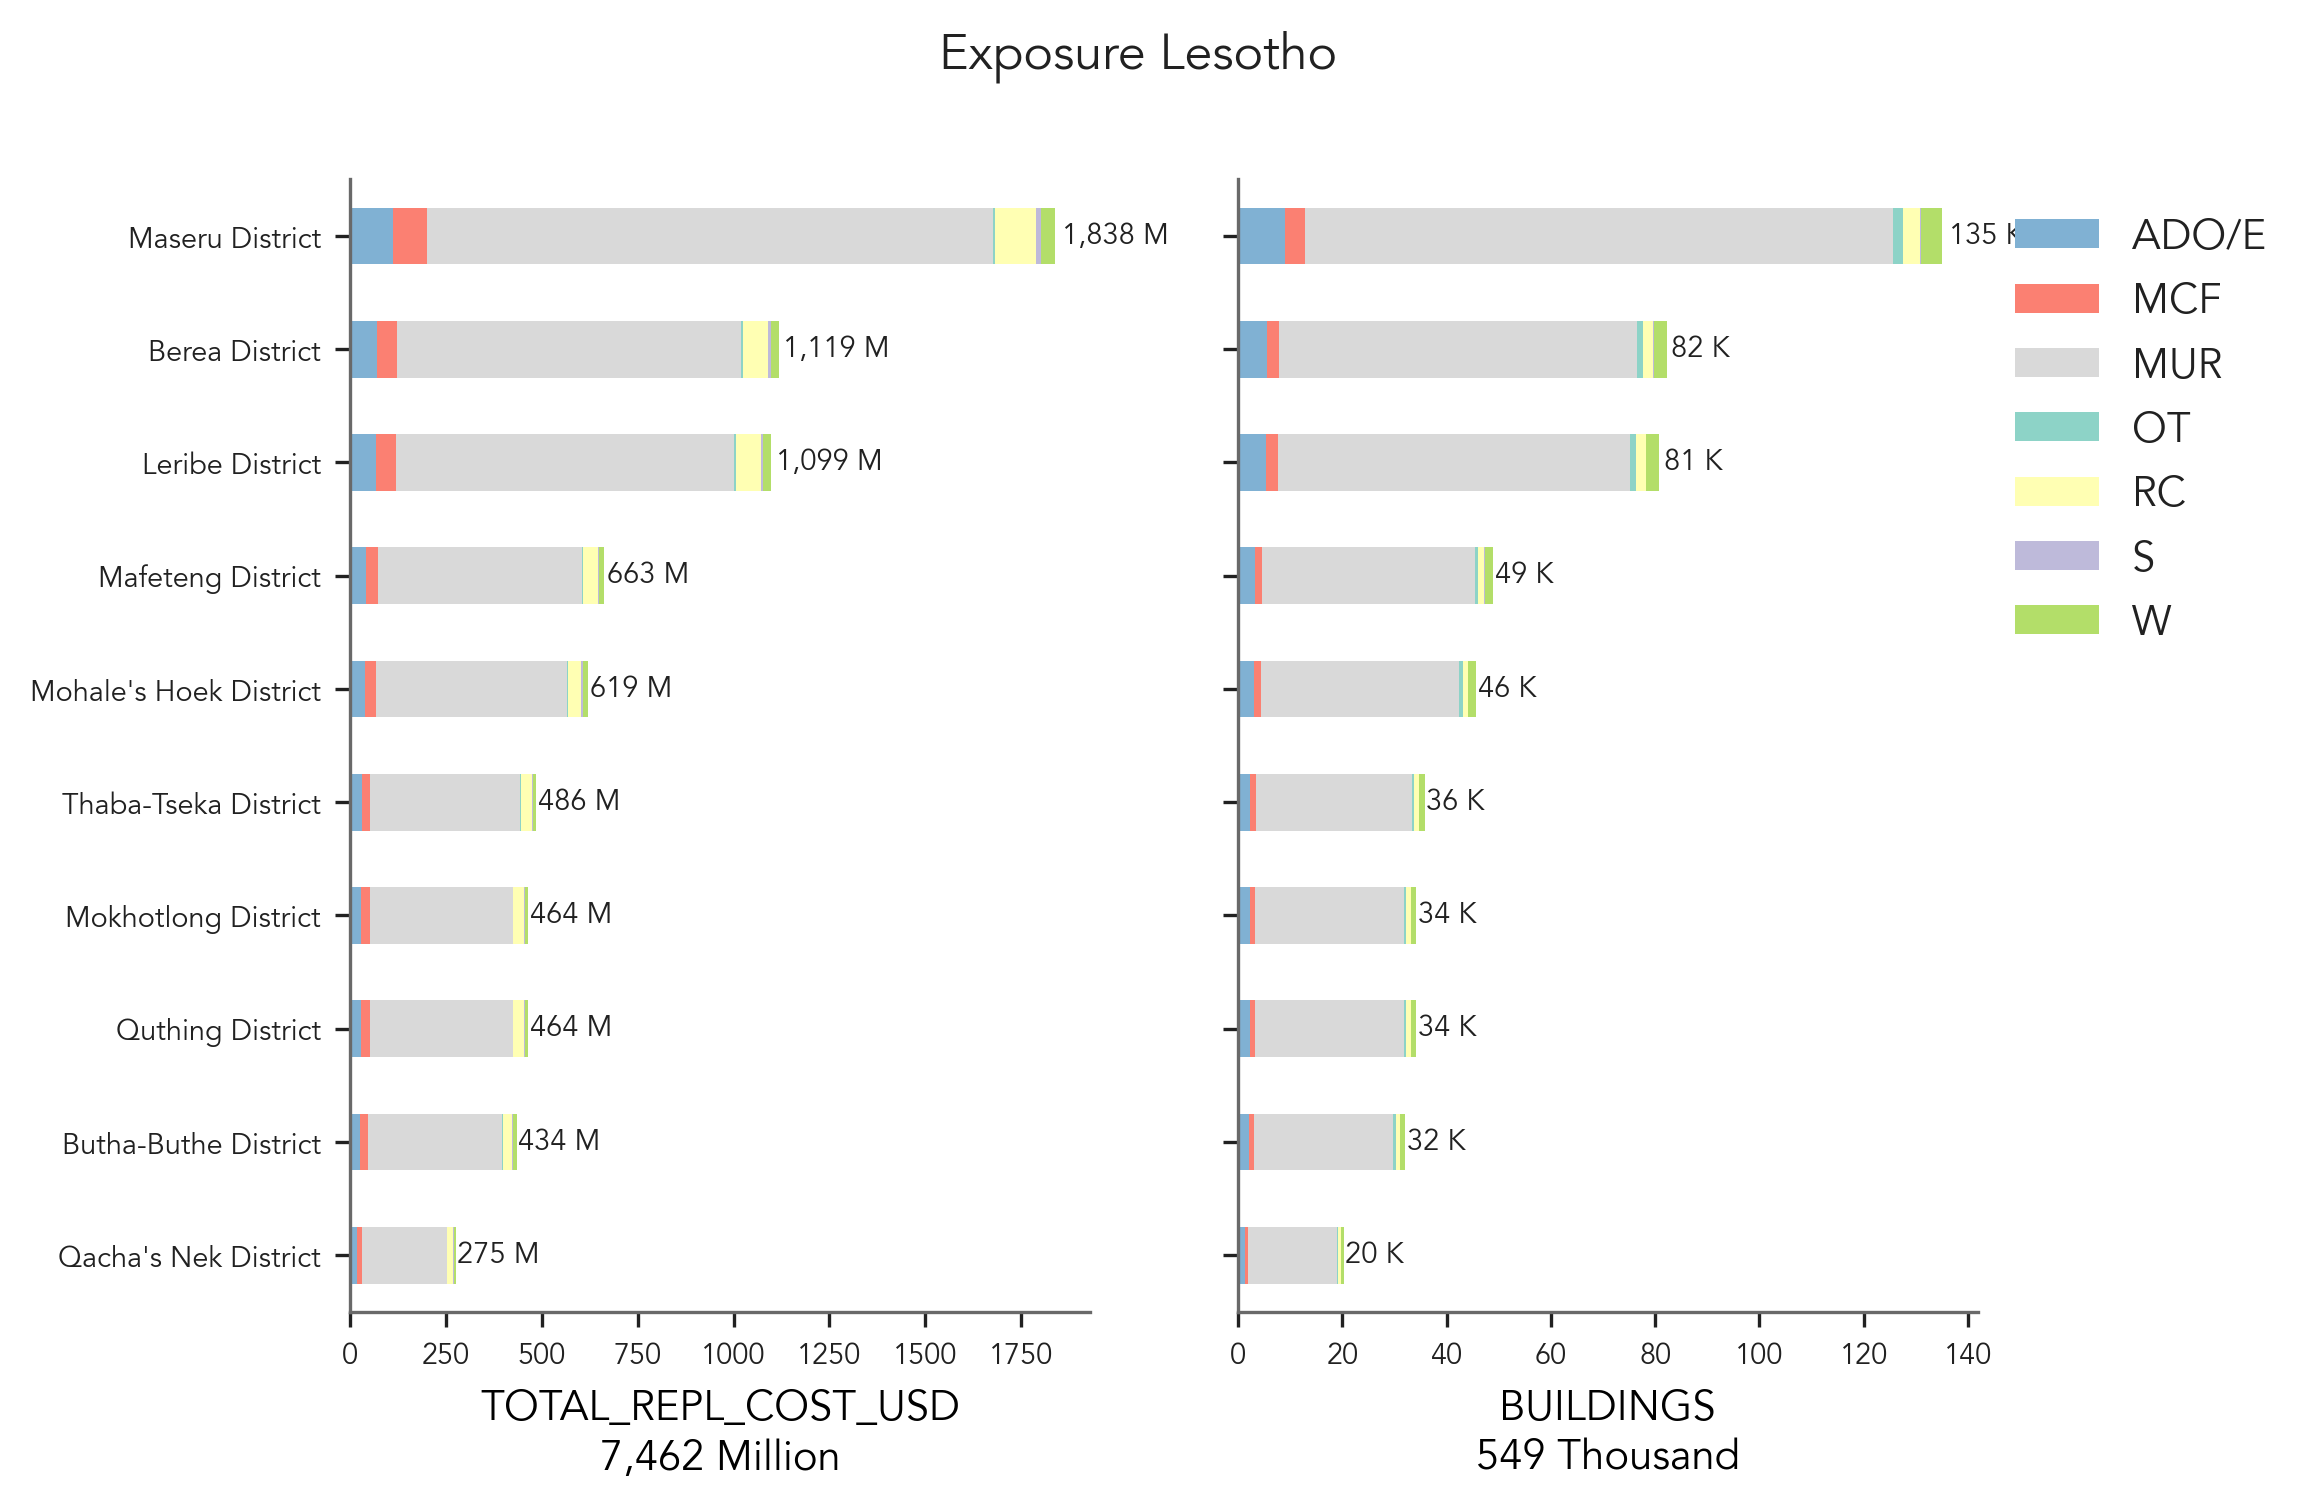 Exposure Lesotho
Maseru District
Berea District
Leribe District
Mafeteng District
Mohale's Hoek District
Thaba-Tseka District
Mokhotlong District
Quthing District
Butha-Buthe District
Qacha's Nek District
1,838 M
1,119 M
1,099 M
663 M
619 M
486 M
464 M
464 M
434 M
275 M
0 250 500 750 1000 1250 1500 1750
TOTAL_REPL_COST_USD
7,462 Million
135 K
82 K
81 K
49 K
46 K
36 K
34 K
34 K
32 K
20 K
0 20 40 60 80 100 120 140
BUILDINGS
549 Thousand
ADO/E
MCF
MUR
OT
RC
S
W